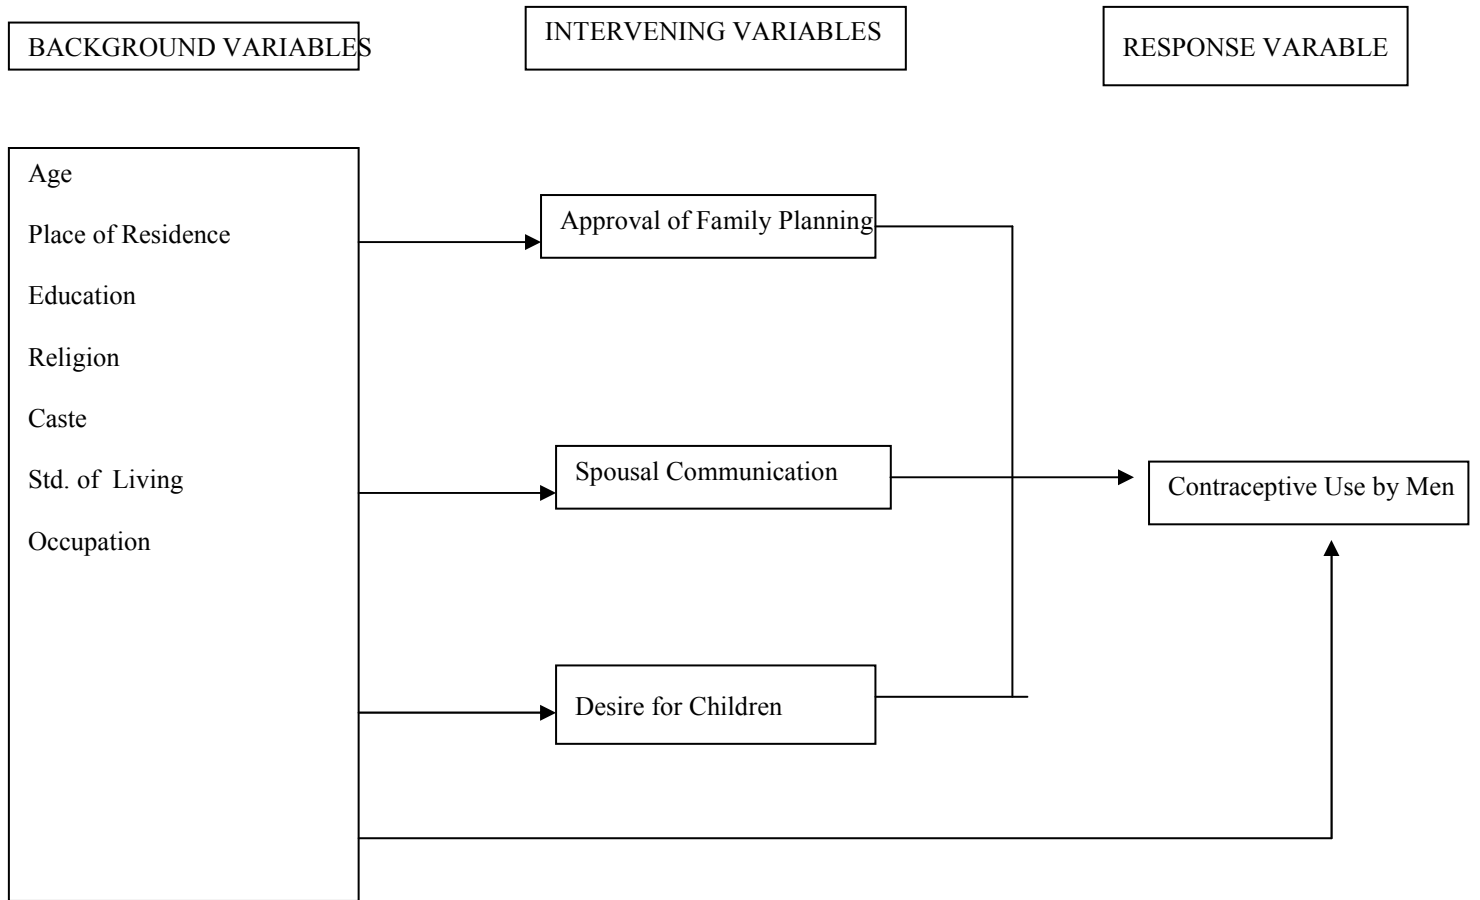 BACKGROUND VARIABLES
INTERVENING VARIABLES
RESPONSE VARABLE
Age
Place of Residence
Education
Religion
Caste
Std. of  Living
Occupation
Approval of Family Planning
Spousal Communication
Desire for Children
Contraceptive Use by Men